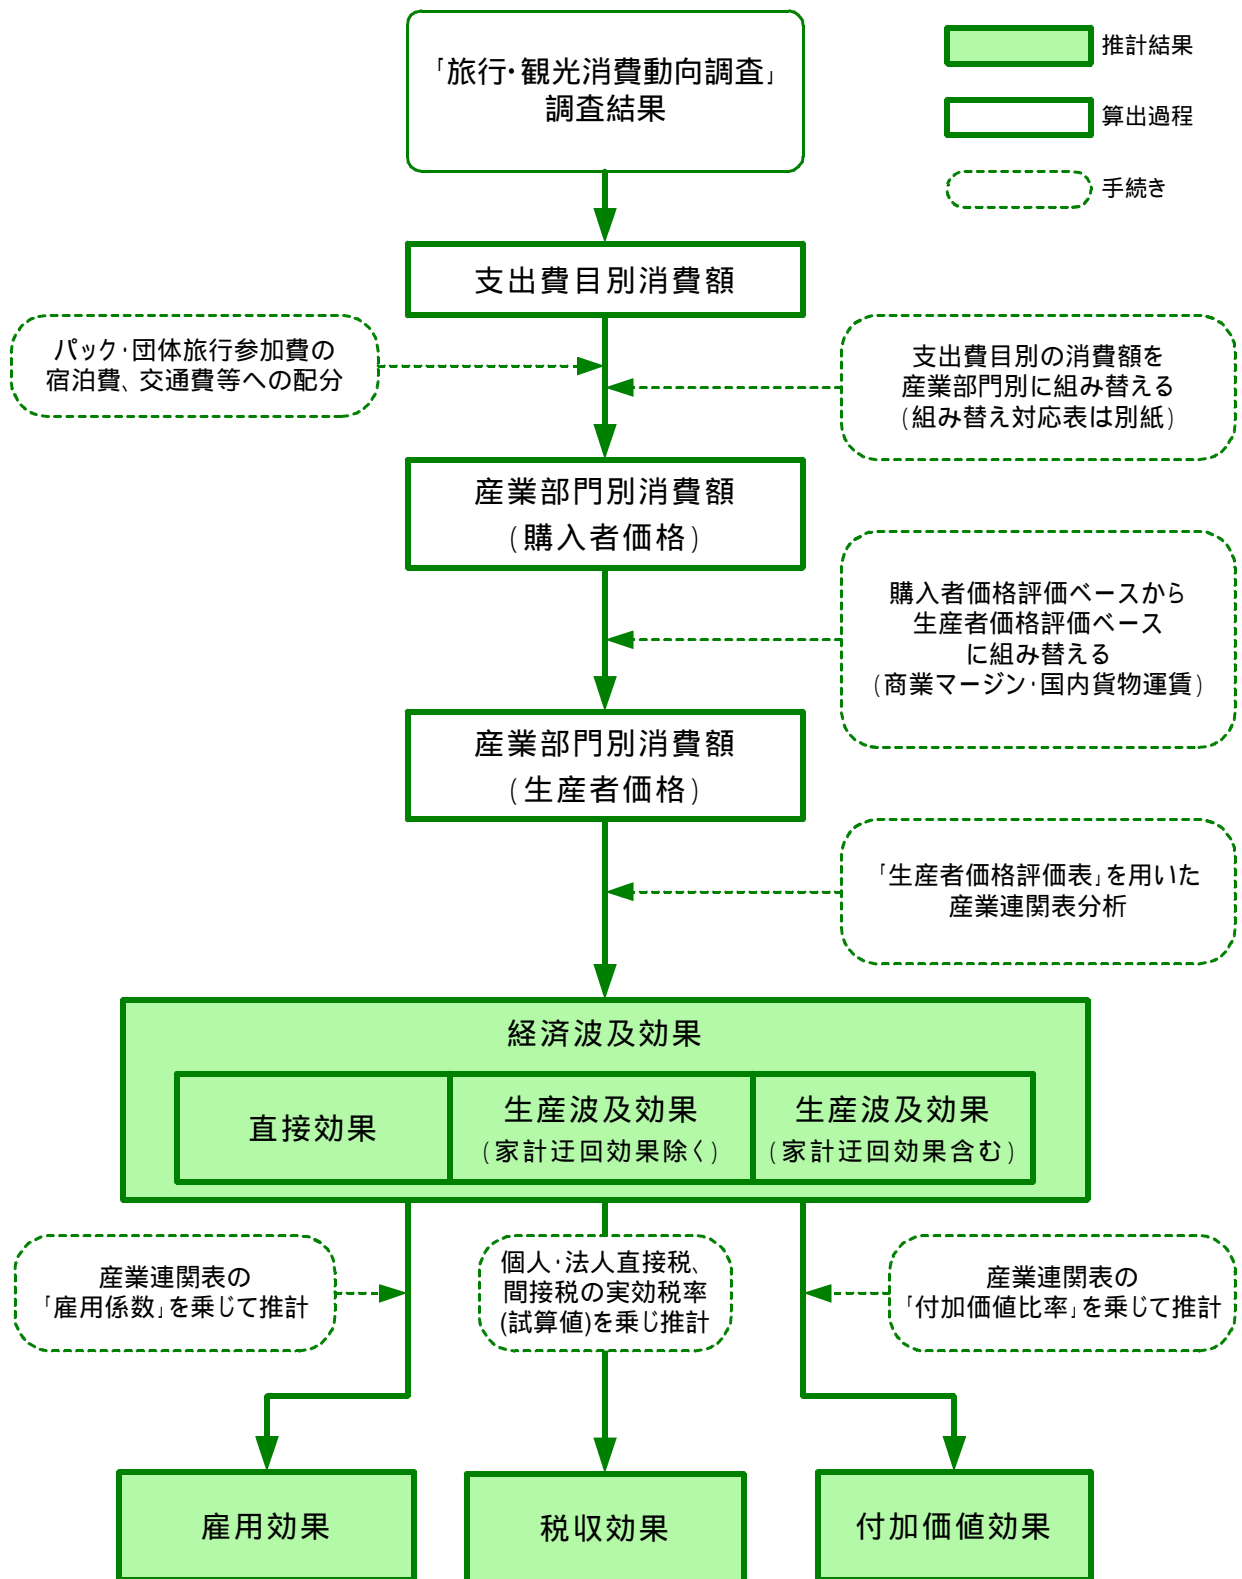 「旅行・観光消費動向調査」
調査結果
推計結果
算出過程
手続き
支出費目別消費額
パック・団体旅行参加費の
宿泊費、交通費等への配分
支出費目別の消費額を
産業部門別に組み替える
(組み替え対応表は別紙)
産業部門別消費額
(購入者価格)
購入者価格評価ベースから
生産者価格評価ベース
に組み替える
(商業マージン・国内貨物運賃)
産業部門別消費額
(生産者価格)
「生産者価格評価表」を用いた
産業連関表分析
経済波及効果
直接効果
生産波及効果
(家計迂回効果除く)
生産波及効果
(家計迂回効果含む)
産業連関表の
「雇用係数」を乗じて推計
個人・法人直接税、
間接税の実効税率
(試算値)を乗じ推計
産業連関表の
「付加価値比率」を乗じて推計
雇用効果
税収効果
付加価値効果